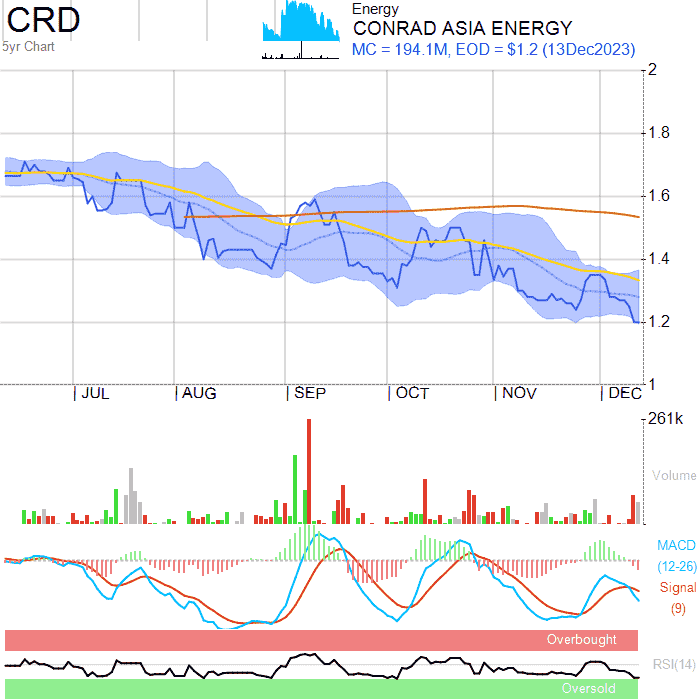 CRD
5yr Chart
Energy
CONRAD ASIA ENERGY
MC = 194.1M, EOD = $1.2 (13Dec2023)
2
1.8
1.6
1.4
1.2
1
| JUL | AUG | SEP | OCT | NOV | DEC
261k
Volume
MACD
(12-26)
Signal
(9)
Overbought
RSI(14)
Oversold